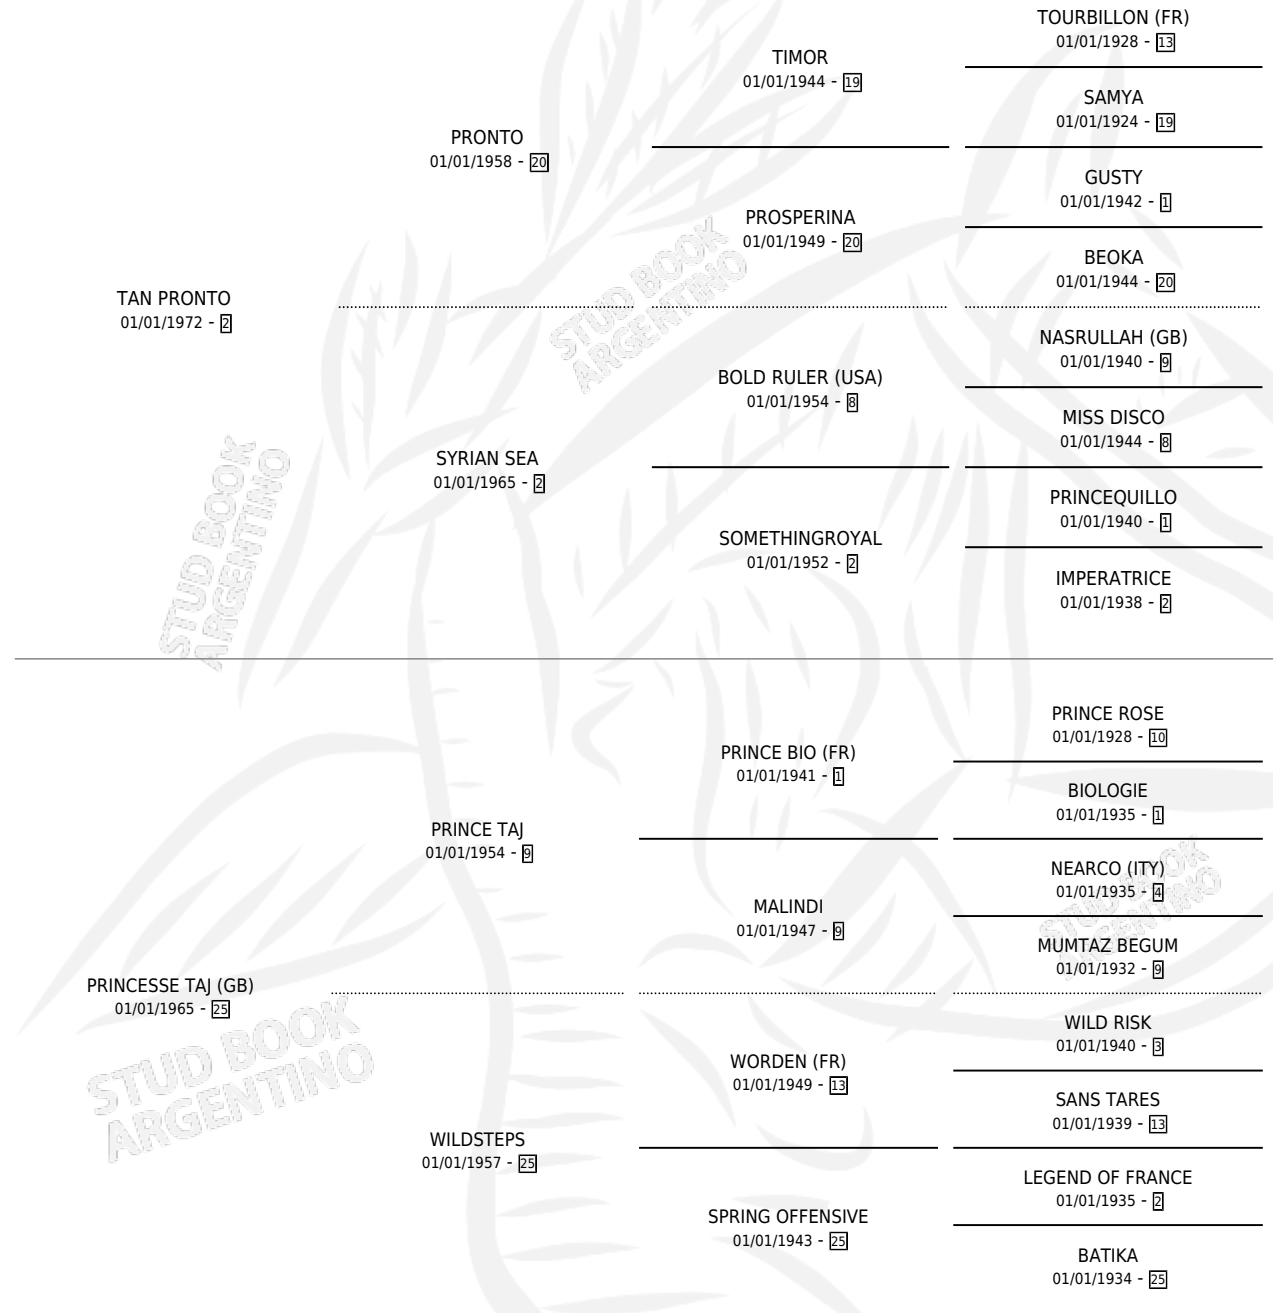 TOURBILLON (FR)
01/01/1928 - 13
TIMOR
01/01/1944 - 19
SAMYA
01/01/1924 - 19
PRONTO
01/01/1958 - 20
GUSTY
01/01/1942 - 1
PROSPERINA
01/01/1949 - 20
BEOKA
01/01/1944 - 20
TAN PRONTO
01/01/1972 - 2
STUD BOOK
ARGENTINO
NASRULLAH (GB)
01/01/1940 - 9
BOLD RULER (USA)
01/01/1954 - 8
MISS DISCO
01/01/1944 - 8
SYRIAN SEA
01/01/1965 - 2
PRINCEQUILLO
01/01/1940 - 1
SOMETHINGROYAL
01/01/1952 - 2
IMPERATRICE
01/01/1938 - 2
STUD BOOK
ARGENTINO
PRINCE ROSE
01/01/1928 - 10
PRINCE BIO (FR)
01/01/1941 - 1
BIOLOGIE
01/01/1935 - 1
PRINCE TAJ
01/01/1954 - 9
NEARCO (ITY)
01/01/1935 - 4
MALINDI
01/01/1947 - 9
STUD BOOK
ARGENTINO
MUMTAZ BEGUM
01/01/1932 - 9
PRINCESSE TAJ (GB)
01/01/1965 - 25
STUD BOOK
ARGENTINO
WILD RISK
01/01/1940 - 3
WORDEN (FR)
01/01/1949 - 13
SANS TARES
01/01/1939 - 13
WILDSTEPS
01/01/1957 - 25
LEGEND OF FRANCE
01/01/1935 - 2
SPRING OFFENSIVE
01/01/1943 - 25
BATIKA
01/01/1934 - 25